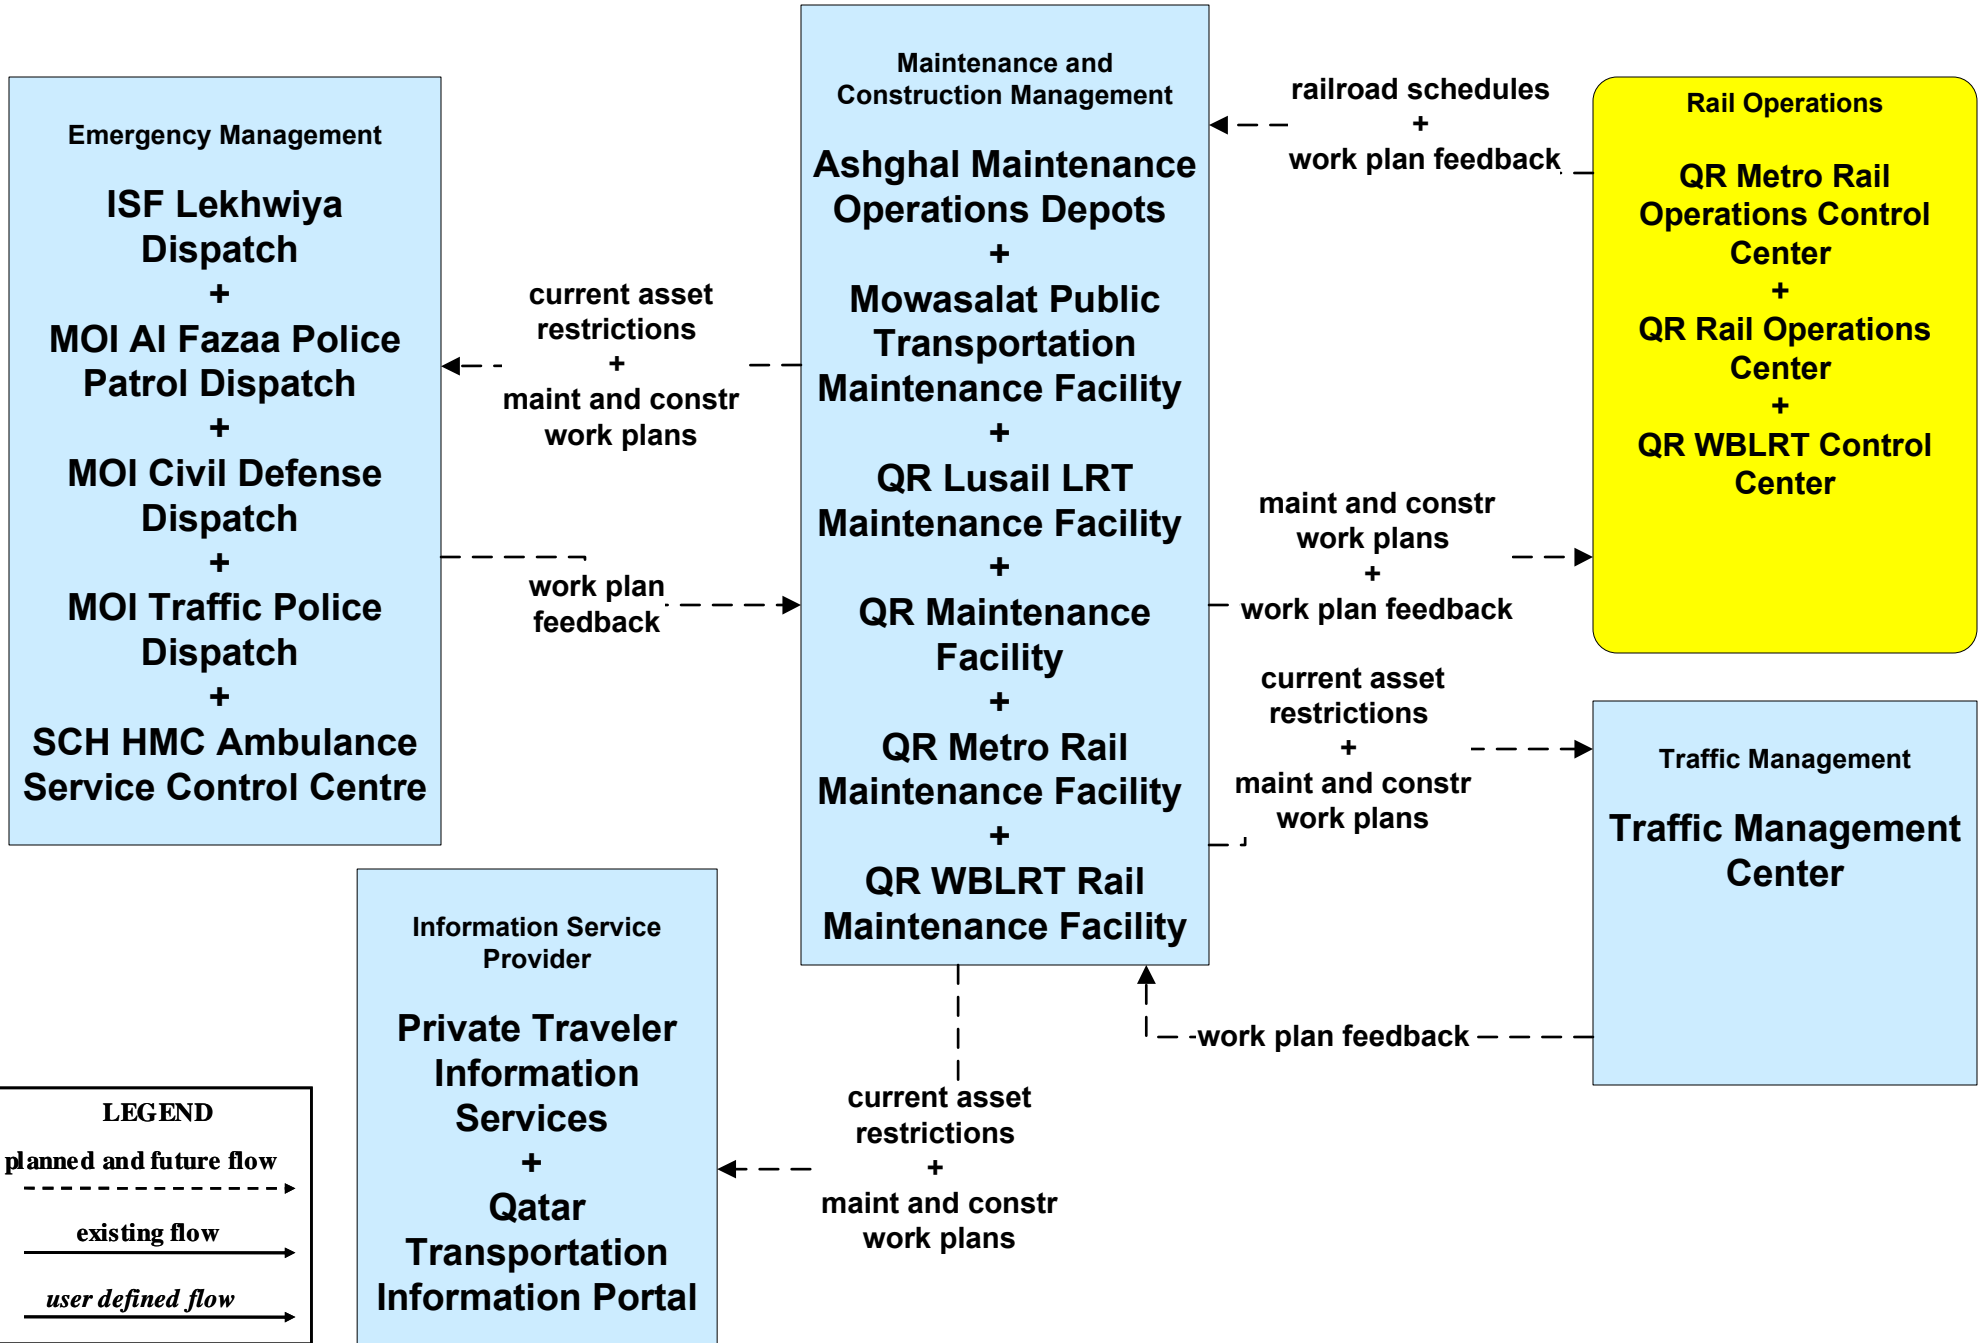 Emergency Management
ISF Lekhwiya
Dispatch
+
MOI Al Fazaa Police
Patrol Dispatch
+
MOI Civil Defense
Dispatch
+
MOI Traffic Police
Dispatch
+
SCH HMC Ambulance
Service Control Centre
current asset
restrictions
+
maint and constr
work plans
work plan
feedback
Maintenance and
Construction Management
Ashghal Maintenance
Operations Depots
+
Mowasalat Public
Transportation
Maintenance Facility
+
QR Lusail LRT
Maintenance Facility
+
QR Maintenance
Facility
+
QR Metro Rail
Maintenance Facility
+
QR WBLRT Rail
Maintenance Facility
railroad schedules
+
work plan feedback
maint and constr
work plans
+
work plan feedback
current asset
restrictions
+
maint and constr
work plans
work plan feedback
Rail Operations
QR Metro Rail
Operations Control
Center
+
QR Rail Operations
Center
+
QR WBLRT Control
Center
Traffic Management
Traffic Management
Center
Information Service
Provider
Private Traveler
Information
Services
+
Qatar
Transportation
Information Portal
current asset
restrictions
+
maint and constr
work plans
LEGEND
planned and future flow
existing flow
user defined flow